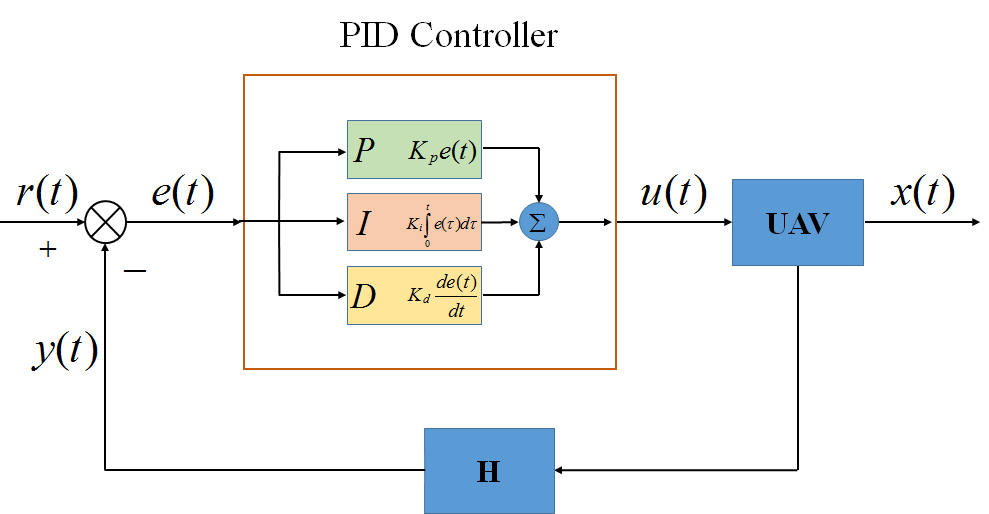 PID Controller
r(t)
+
e(t)
−
P K_p e(t)
I K_i ∫_0^t e(τ)dτ
D K_d de(t)/dt
Σ
u(t)
UAV
x(t)
y(t)
H